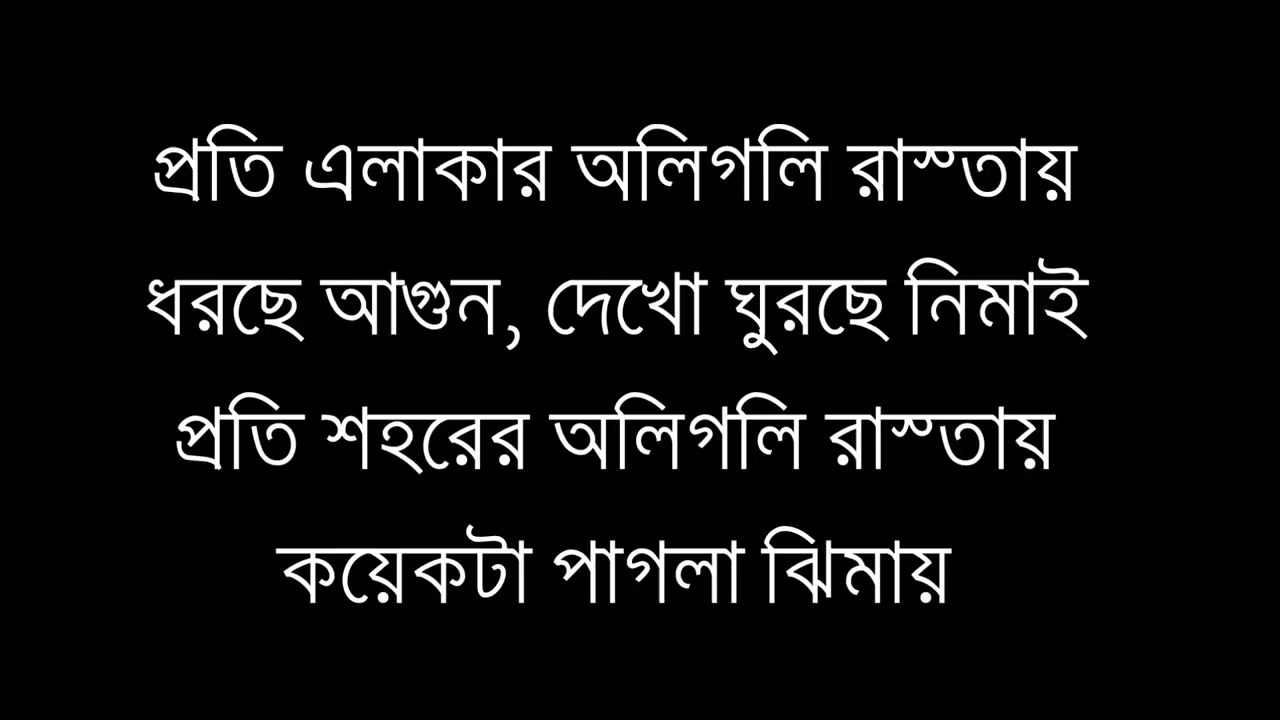 প্রতি এলাকার অলিগলি রাস্তায়
ধরছে আগুন, দেখো ঘুরছে নিমাই
প্রতি শহরের অলিগলি রাস্তায়
কয়েকটা পাগলা ঝিমায়